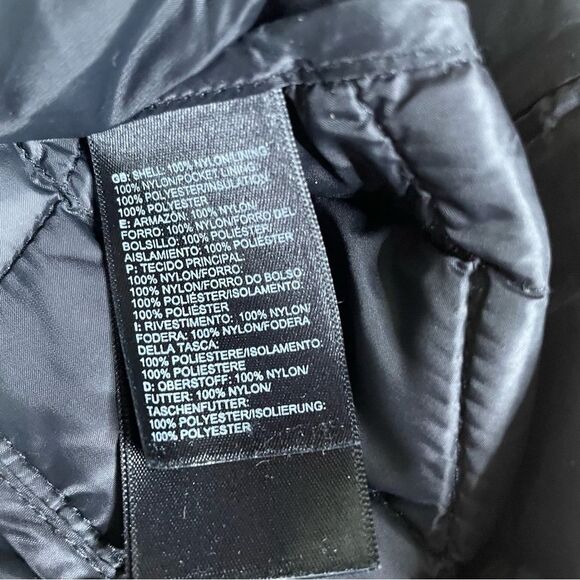 GB: SHELL: 100% NYLON/LINING
100% NYLON/POCKET LINING
100% POLYESTER/INSULATION
100% POLYESTER
E: ARMAZÓN: 100% NYLON
FORRO: 100% NYLON/FORRO DEL
BOLSILLO: 100% POLIÉSTER/
AISLAMIENTO: 100% POLIÉSTER
P: TECIDO PRINCIPAL:
100% NYLON/FORRO:
100% NYLON/FORRO DO BOLSO
100% POLIÉSTER/ISOLAMENTO:
100% POLIÉSTER
I: RIVESTIMENTO: 100% NYLON/
FODERA: 100% NYLON/FODERA
DELLA TASCA:
100% POLIESTERE/ISOLAMENTO:
100% POLIESTERE
D: OBERSTOFF: 100% NYLON/
FUTTER: 100% NYLON/
TASCHENFUTTER:
100% POLYESTER/ISOLIERUNG:
100% POLYESTER